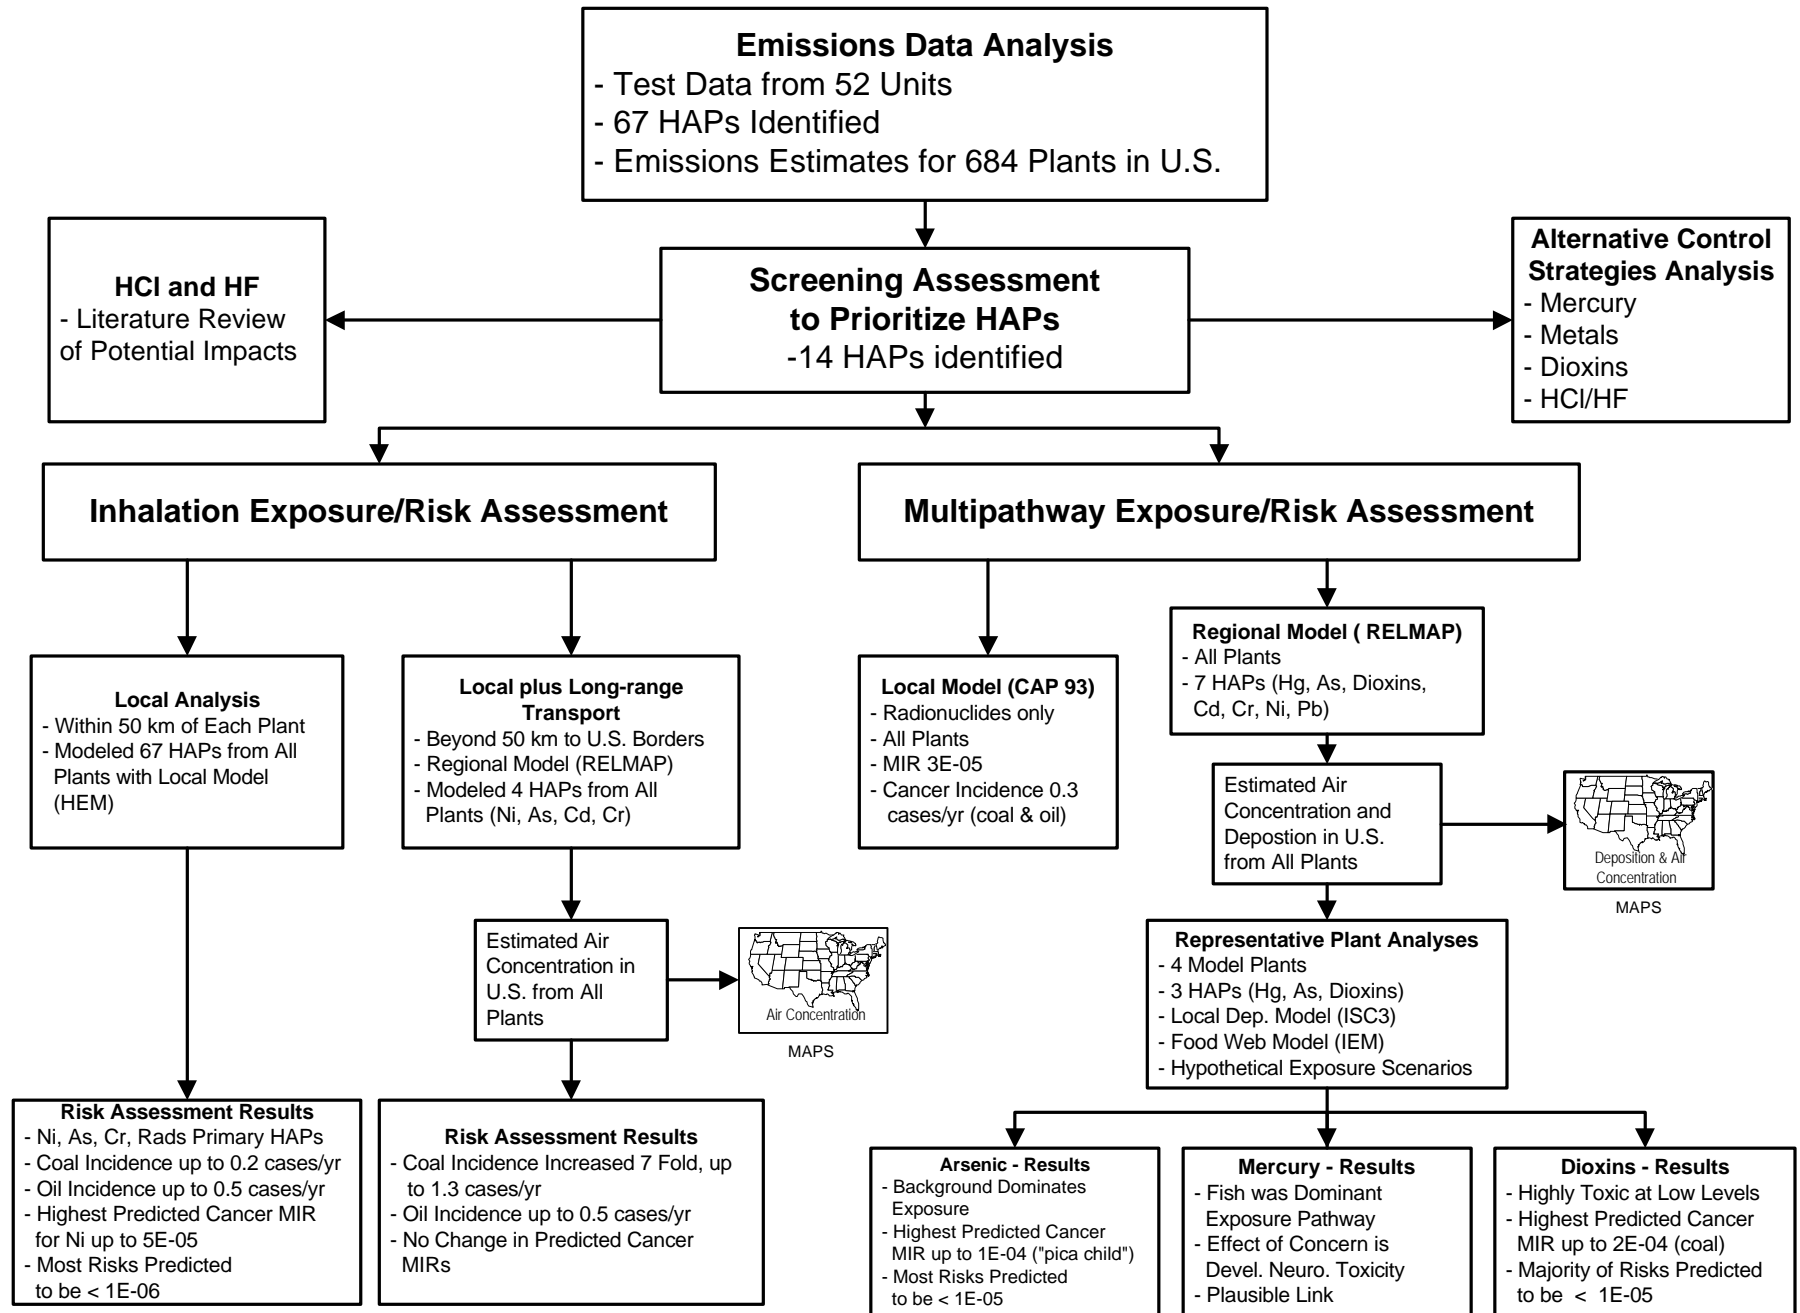 Emissions Data Analysis
- Test Data from 52 Units
- 67 HAPs Identified
- Emissions Estimates for 684 Plants in U.S.
HCl and HF
- Literature Review
of Potential Impacts
Screening Assessment
to Prioritize HAPs
-14 HAPs identified
Alternative Control
Strategies Analysis
- Mercury
- Metals
- Dioxins
- HCl/HF
Inhalation Exposure/Risk Assessment
Multipathway Exposure/Risk Assessment
Local Analysis
- Within 50 km of Each Plant
- Modeled 67 HAPs from All
Plants with Local Model
(HEM)
Local plus Long-range
Transport
- Beyond 50 km to U.S. Borders
- Regional Model (RELMAP)
- Modeled 4 HAPs from All
Plants (Ni, As, Cd, Cr)
Local Model (CAP 93)
- Radionuclides only
- All Plants
- MIR 3E-05
- Cancer Incidence 0.3
cases/yr (coal & oil)
Regional Model ( RELMAP)
- All Plants
- 7 HAPs (Hg, As, Dioxins,
Cd, Cr, Ni, Pb)
Estimated Air
Concentration and
Depostion in U.S.
from All Plants
Deposition & Air
Concentration
MAPS
Estimated Air
Concentration in
U.S. from All
Plants
Air Concentration
MAPS
Representative Plant Analyses
- 4 Model Plants
- 3 HAPs (Hg, As, Dioxins)
- Local Dep. Model (ISC3)
- Food Web Model (IEM)
- Hypothetical Exposure Scenarios
Risk Assessment Results
- Ni, As, Cr, Rads Primary HAPs
- Coal Incidence up to 0.2 cases/yr
- Oil Incidence up to 0.5 cases/yr
- Highest Predicted Cancer MIR
for Ni up to 5E-05
- Most Risks Predicted
to be < 1E-06
Risk Assessment Results
- Coal Incidence Increased 7 Fold, up
to 1.3 cases/yr
- Oil Incidence up to 0.5 cases/yr
- No Change in Predicted Cancer
MIRs
Arsenic - Results
- Background Dominates
Exposure
- Highest Predicted Cancer
MIR up to 1E-04 ("pica child")
- Most Risks Predicted
to be < 1E-05
Mercury - Results
- Fish was Dominant
Exposure Pathway
- Effect of Concern is
Devel. Neuro. Toxicity
- Plausible Link
Dioxins - Results
- Highly Toxic at Low Levels
- Highest Predicted Cancer
MIR up to 2E-04 (coal)
- Majority of Risks Predicted
to be < 1E-05